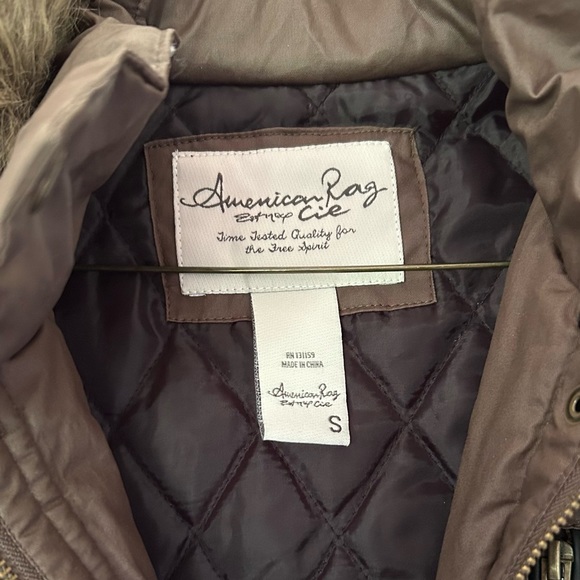 American Rag
Cie
Time Tested Quality for
the Free Spirit
RN 131159
MADE IN CHINA
American Rag
Cie
S